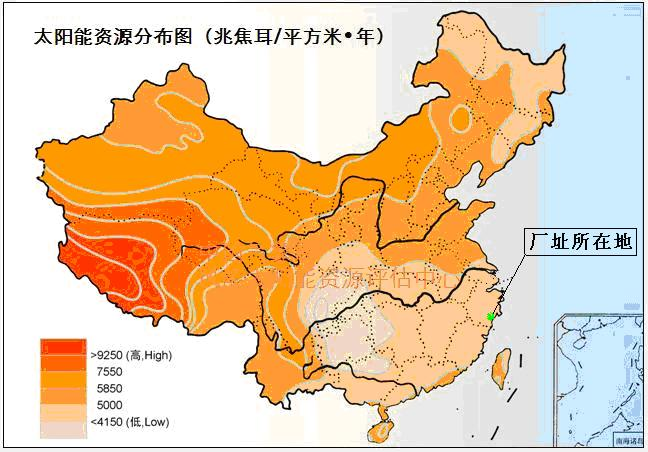 太阳能资源分布图（兆焦耳/平方米•年）
厂址所在地
能资源评估中心
>9250 (高,High)
7550
5850
5000
<4150 (低,Low)
南海诸岛